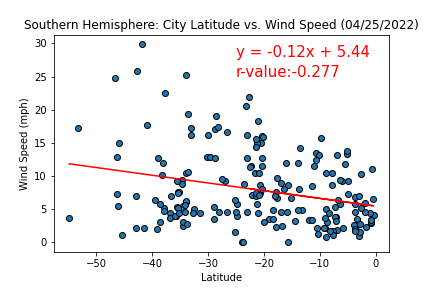 Southern Hemisphere: City Latitude vs. Wind Speed (04/25/2022)
y = -0.12x + 5.44
r-value:-0.277
Wind Speed (mph)
30
25
20
15
10
5
0
−50
−40
−30
−20
−10
0
Latitude